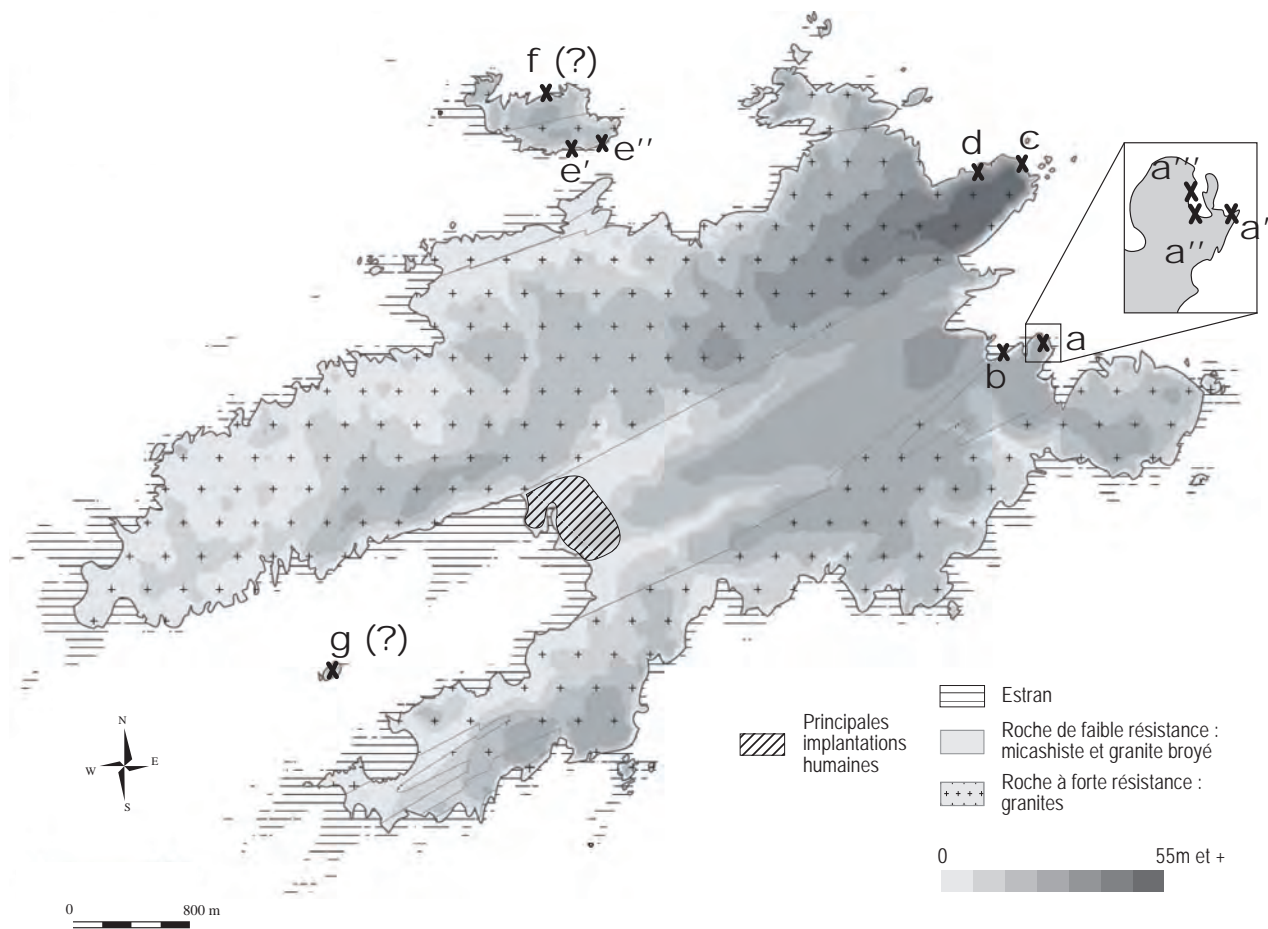 f (?)
e'
e''
d
c
a'''
a'
a''
a
b
g (?)
N
W
E
S
0
800 m
Principales
implantations
humaines
Estran
Roche de faible résistance :
micashiste et granite broyé
Roche à forte résistance :
granites
0
55m et +